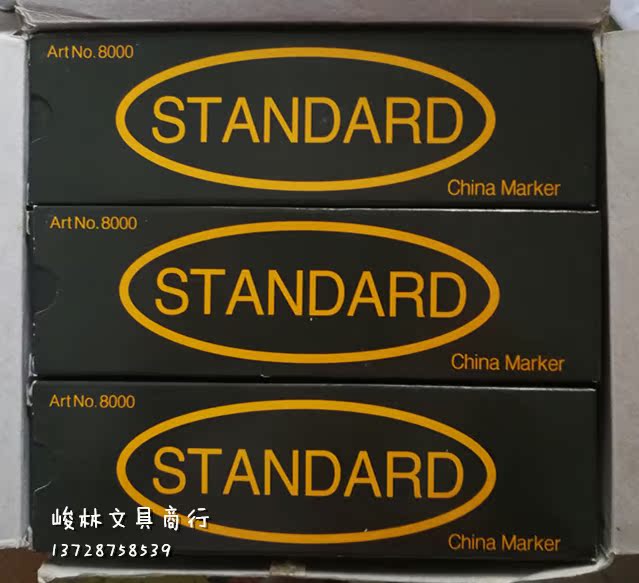 Art No. 8000
STANDARD
China Marker
Art No. 8000
STANDARD
China Marker
Art No. 8000
STANDARD
China Marker
峻林文具商行
13728758539